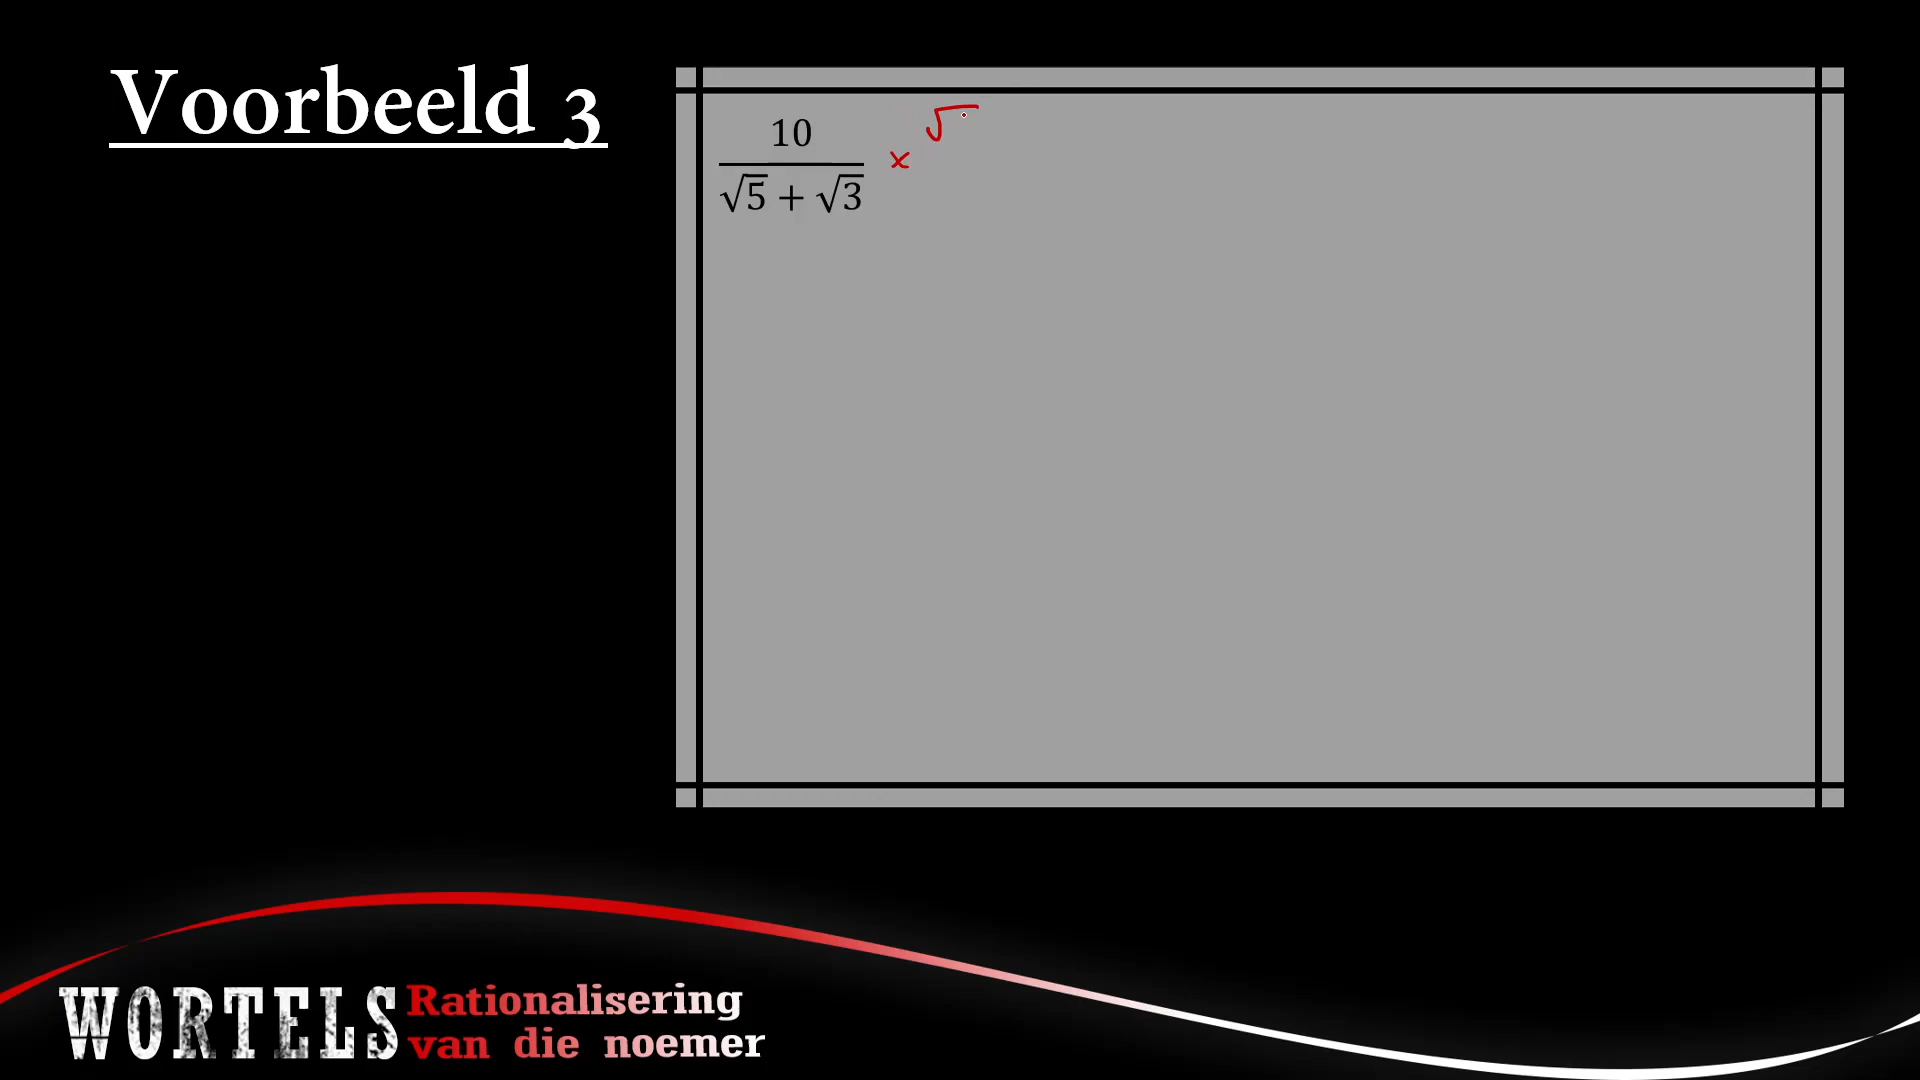 Voorbeeld 3
10
√5 + √3
× √
WORTELS
Rationalisering
van die noemer